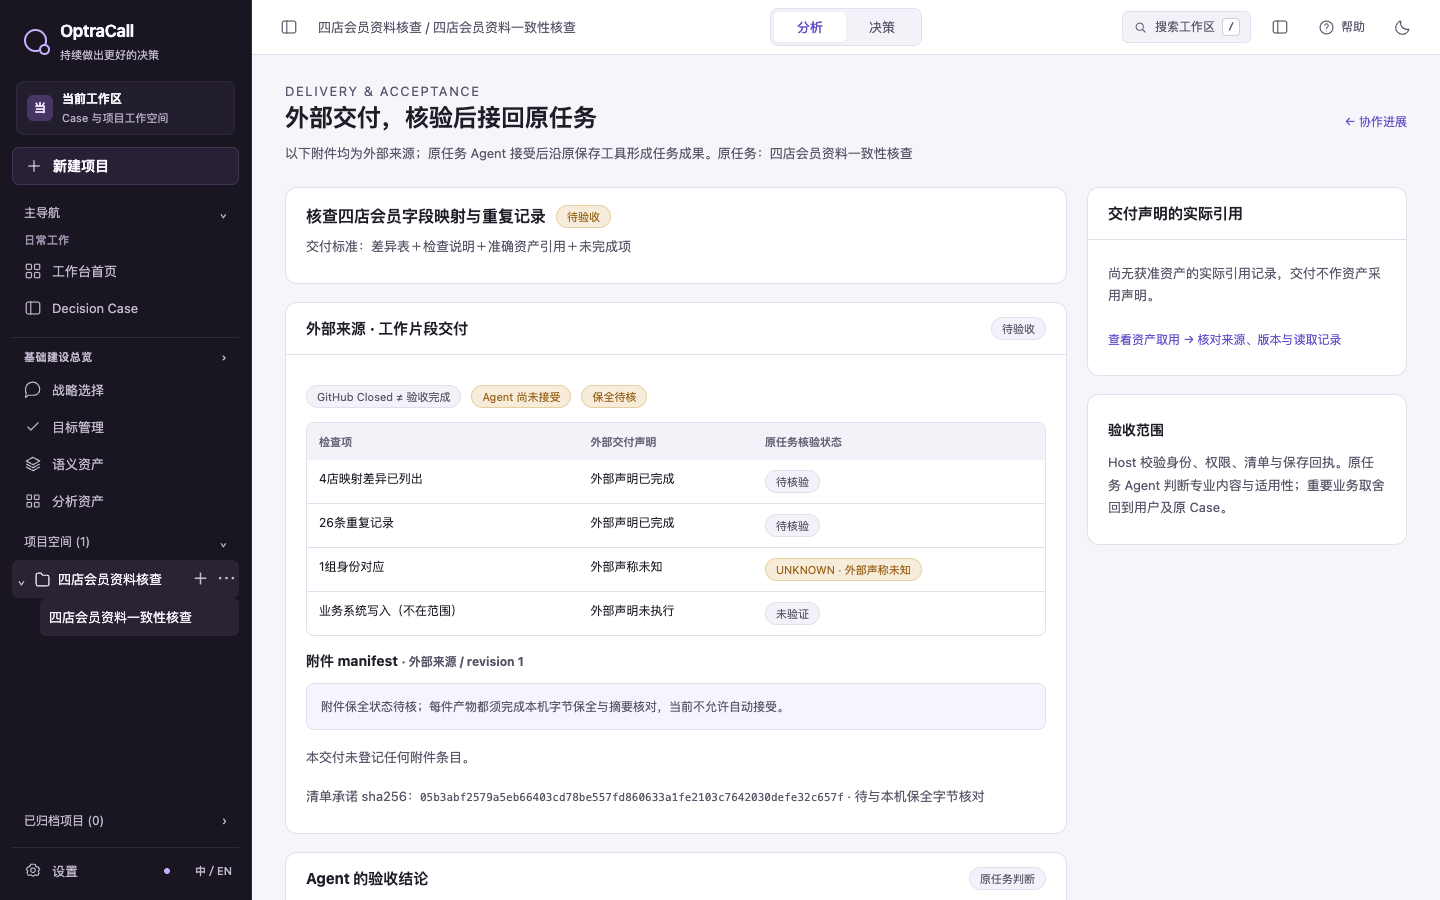 OptraCall
持续做出更好的决策
当
当前工作区
Case 与项目工作空间
新建项目
主导航
日常工作
工作台首页
Decision Case
基础建设总览
战略选择
目标管理
语义资产
分析资产
项目空间 (1)
四店会员资料核查
四店会员资料一致性核查
已归档项目 (0)
设置
中 / EN
四店会员资料核查 / 四店会员资料一致性核查
分析
决策
搜索工作区 /
帮助
DELIVERY & ACCEPTANCE
外部交付，核验后接回原任务
← 协作进展
以下附件均为外部来源；原任务 Agent 接受后沿原保存工具形成任务成果。原任务：四店会员资料一致性核查
核查四店会员字段映射与重复记录 待验收
交付标准：差异表＋检查说明＋准确资产引用＋未完成项
外部来源 · 工作片段交付 待验收
GitHub Closed ≠ 验收完成 Agent 尚未接受 保全待核
检查项 外部交付声明 原任务核验状态
4店映射差异已列出 外部声明已完成 待核验
26条重复记录 外部声明已完成 待核验
1组身份对应 外部声称未知 UNKNOWN · 外部声称未知
业务系统写入（不在范围） 外部声明未执行 未验证
附件 manifest · 外部来源 / revision 1
附件保全状态待核；每件产物都须完成本机字节保全与摘要核对，当前不允许自动接受。
本交付未登记任何附件条目。
清单承诺 sha256：05b3abf2579a5eb66403cd78be557fd860633a1fe2103c7642030defe32c657f · 待与本机保全字节核对
Agent 的验收结论 原任务判断
交付声明的实际引用
尚无获准资产的实际引用记录，交付不作资产采
用声明。
查看资产取用 → 核对来源、版本与读取记录
验收范围
Host 校验身份、权限、清单与保存回执。原任
务 Agent 判断专业内容与适用性；重要业务取舍
回到用户及原 Case。